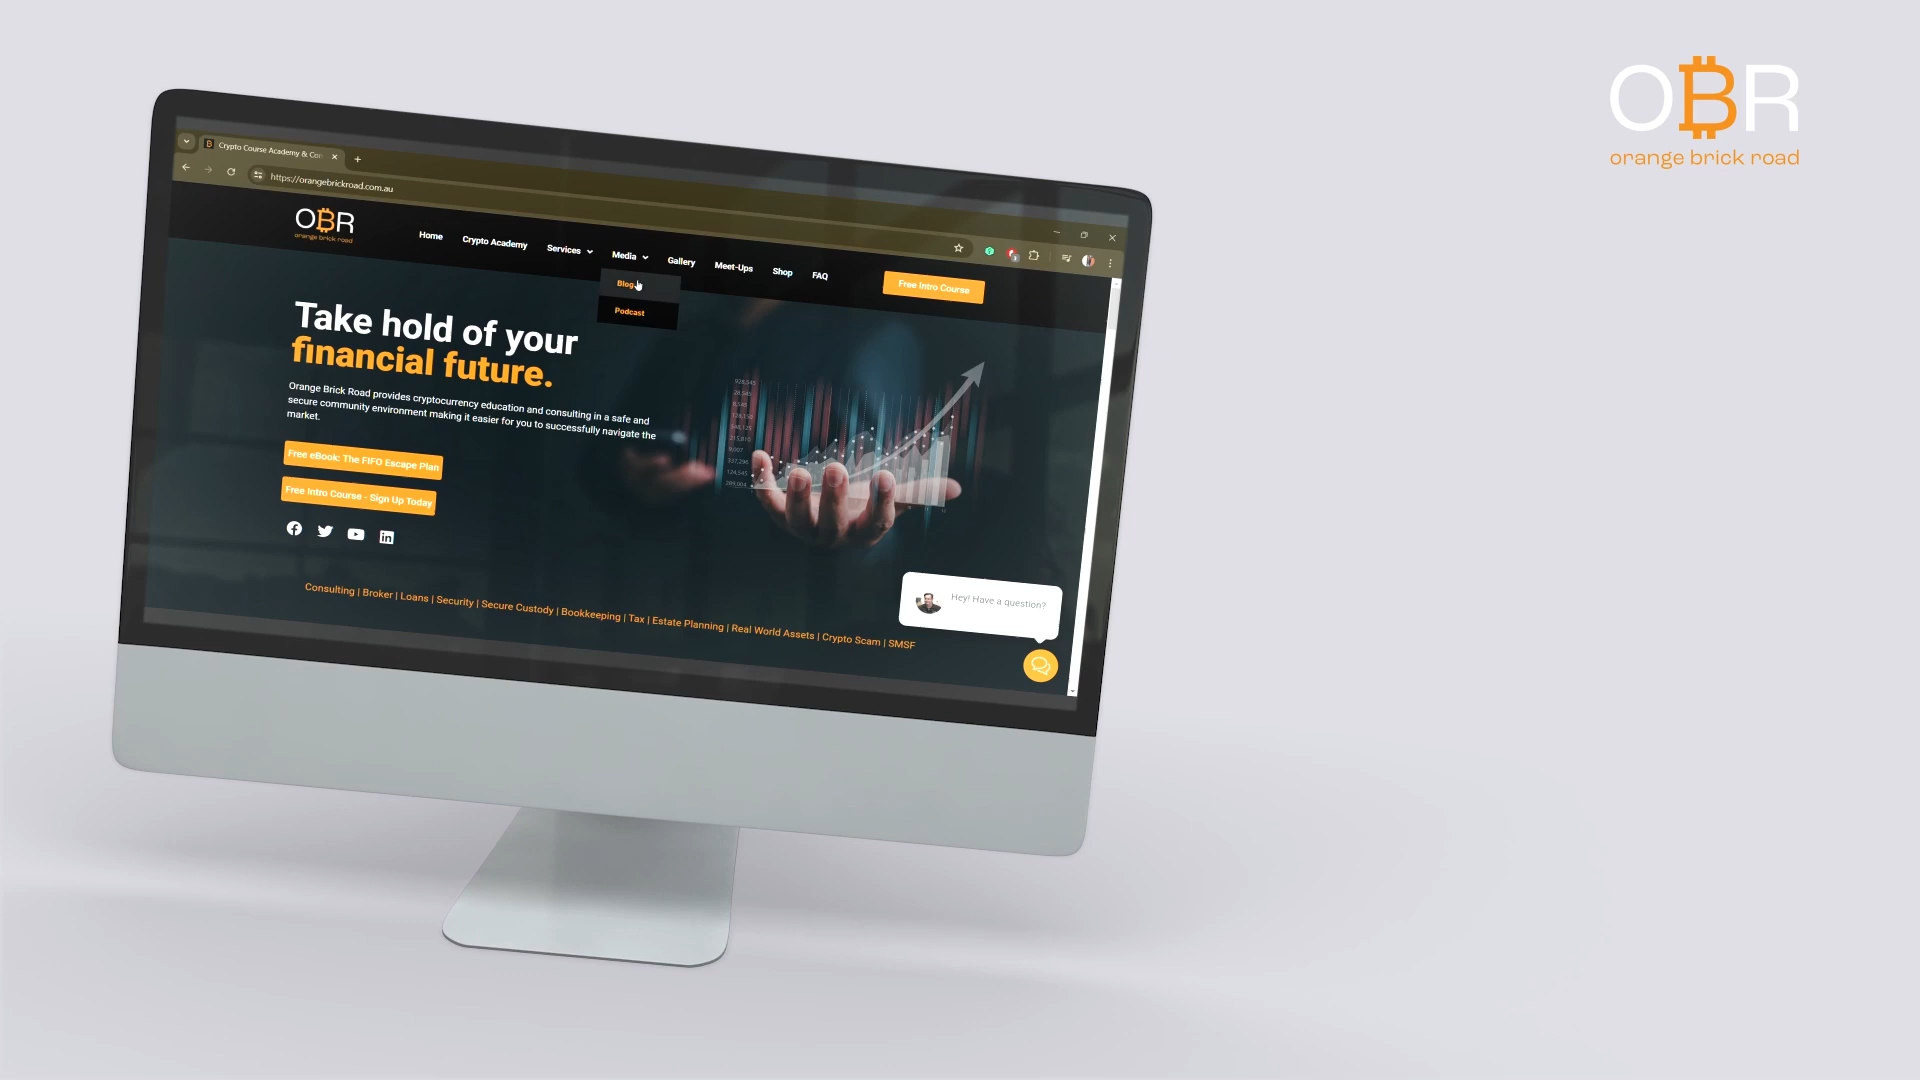 OBR
orange brick road
Crypto Course Academy & Co
https://orangebrickroad.com.au
OBR
orange brick road
Home
Crypto Academy
Services
Media
Gallery
Meet-Ups
Shop
FAQ
Free Intro Course
Blog
Podcast
Take hold of your
financial future.
Orange Brick Road provides cryptocurrency education and consulting in a safe and
secure community environment making it easier for you to successfully navigate the
market.
Free eBook: The FIFO Escape Plan
Free Intro Course - Sign Up Today
Consulting | Broker | Loans | Security | Secure Custody | Bookkeeping | Tax | Estate Planning | Real World Assets | Crypto Scam | SMSF
Hey! Have a question?